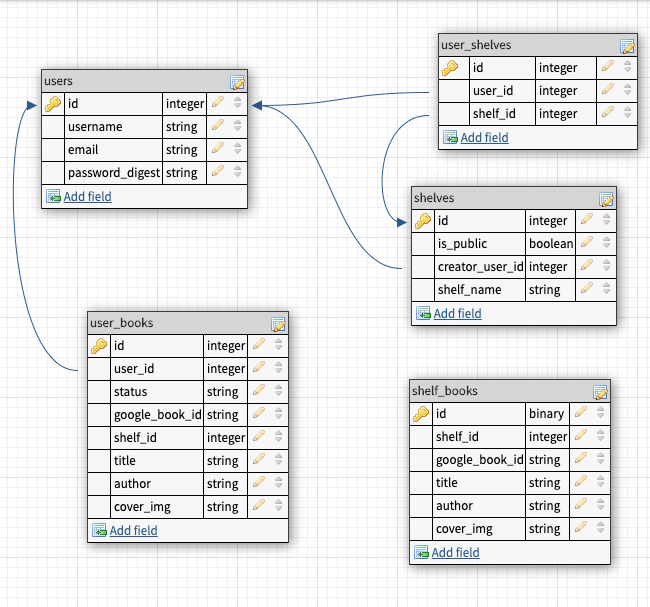 user_shelves
id integer
user_id integer
shelf_id integer
Add field
users
id integer
username string
email string
password_digest string
Add field
shelves
id integer
is_public boolean
creator_user_id integer
shelf_name string
Add field
user_books
id integer
user_id integer
status string
google_book_id string
shelf_id integer
title string
author string
cover_img string
Add field
shelf_books
id binary
shelf_id integer
google_book_id string
title string
author string
cover_img string
Add field